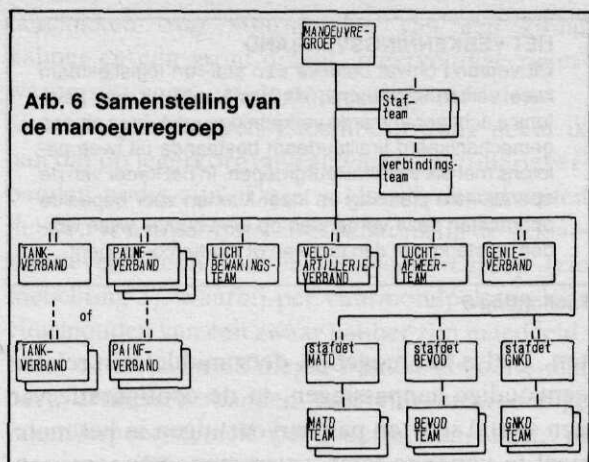 MANOEUVRE-
GROEP
Afb. 6 Samenstelling van
de manoeuvregroep
Staf-
team
verbindings-
team
TANK-
VERBAND
PAINF-
VERBAND
LICHT
BEWAKINGS-
TEAM
VELD-
ARTILLERIE-
VERBAND
LUCHT-
AFWEER-
TEAM
GENIE-
VERBAND
of
TANK-
VERBAND
PAINF-
VERBAND
stafdet
MATD
stafdet
BEVOD
stafdet
GNKD
MATD
TEAM
BEVOD
TEAM
GNKD
TEAM